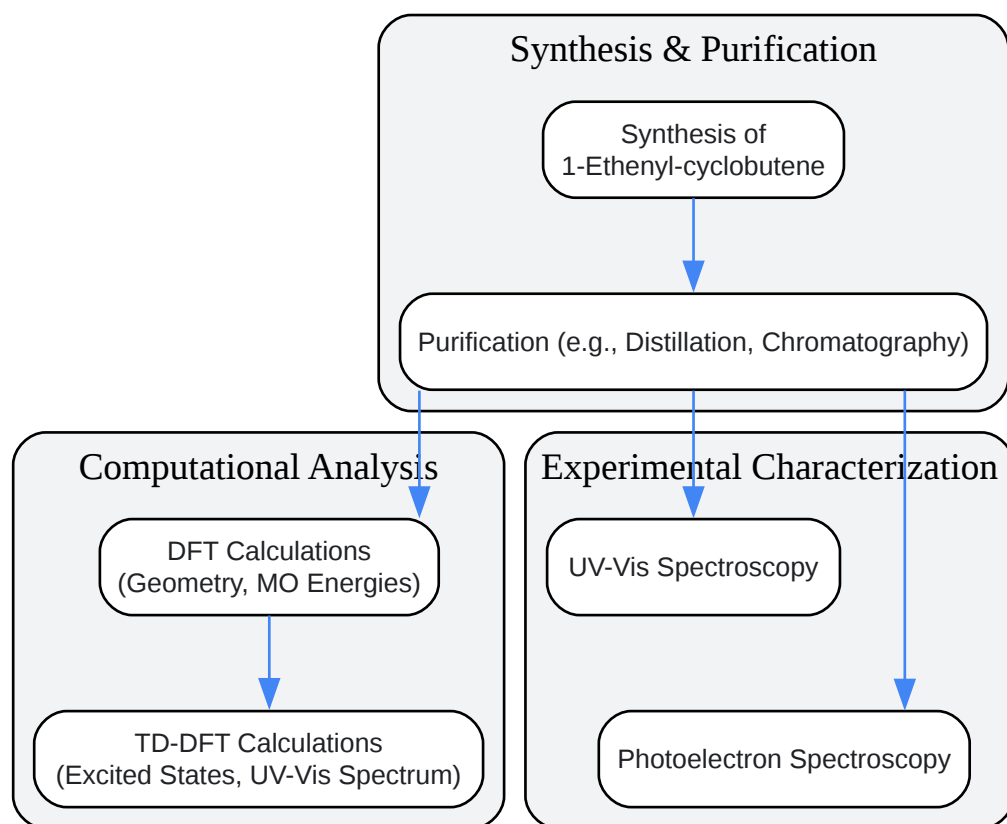 Synthesis & Purification
Synthesis of
1-Ethenyl-cyclobutene
Purification (e.g., Distillation, Chromatography)
Computational Analysis
DFT Calculations
(Geometry, MO Energies)
TD-DFT Calculations
(Excited States, UV-Vis Spectrum)
Experimental Characterization
UV-Vis Spectroscopy
Photoelectron Spectroscopy